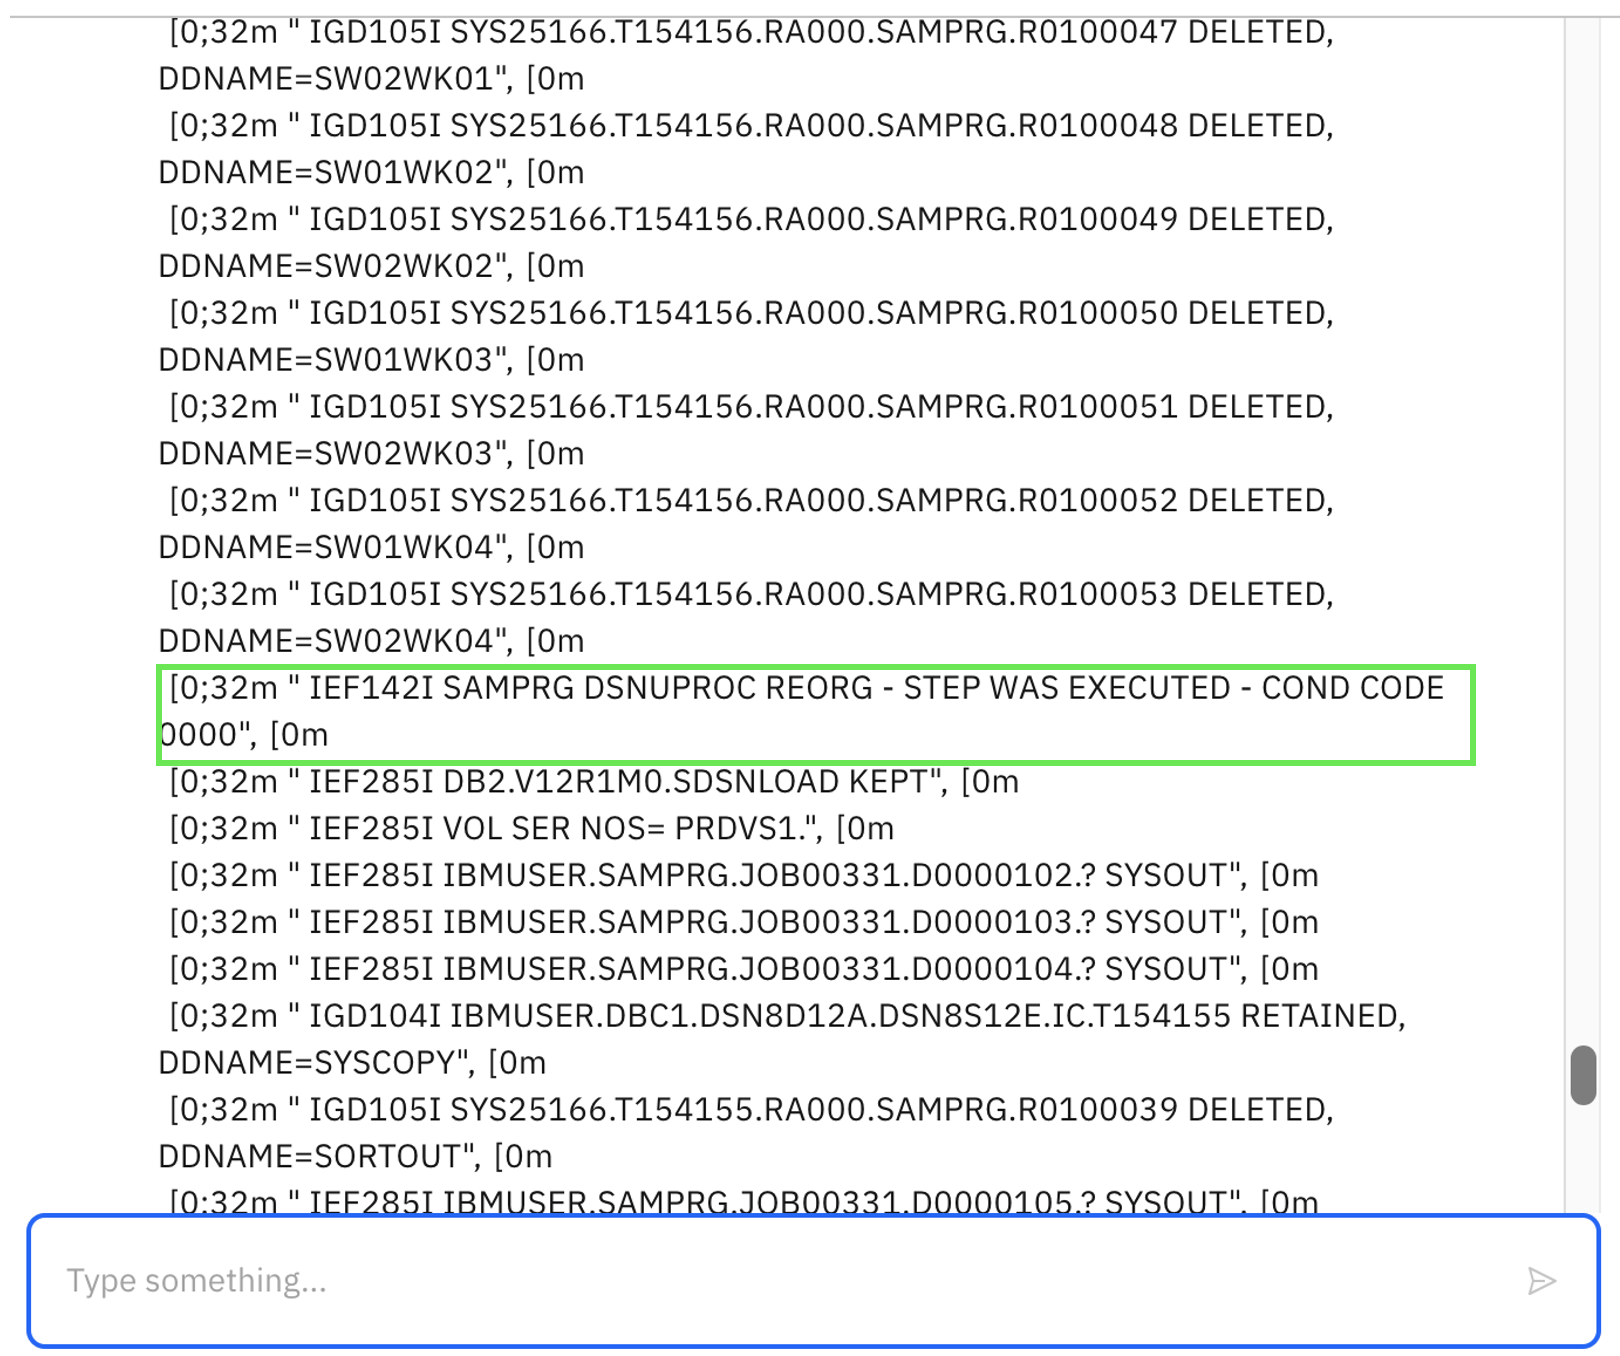 [0;32m " IGD105I SYS25166.T154156.RA000.SAMPRG.R0100047 DELETED,
DDNAME=SW02WK01", [0m
[0;32m " IGD105I SYS25166.T154156.RA000.SAMPRG.R0100048 DELETED,
DDNAME=SW01WK02", [0m
[0;32m " IGD105I SYS25166.T154156.RA000.SAMPRG.R0100049 DELETED,
DDNAME=SW02WK02", [0m
[0;32m " IGD105I SYS25166.T154156.RA000.SAMPRG.R0100050 DELETED,
DDNAME=SW01WK03", [0m
[0;32m " IGD105I SYS25166.T154156.RA000.SAMPRG.R0100051 DELETED,
DDNAME=SW02WK03", [0m
[0;32m " IGD105I SYS25166.T154156.RA000.SAMPRG.R0100052 DELETED,
DDNAME=SW01WK04", [0m
[0;32m " IGD105I SYS25166.T154156.RA000.SAMPRG.R0100053 DELETED,
DDNAME=SW02WK04", [0m
[0;32m " IEF142I SAMPRG DSNUPROC REORG - STEP WAS EXECUTED - COND CODE
0000", [0m
[0;32m " IEF285I DB2.V12R1M0.SDSNLOAD KEPT", [0m
[0;32m " IEF285I VOL SER NOS= PRDVS1.", [0m
[0;32m " IEF285I IBMUSER.SAMPRG.JOB00331.D0000102.? SYSOUT", [0m
[0;32m " IEF285I IBMUSER.SAMPRG.JOB00331.D0000103.? SYSOUT", [0m
[0;32m " IEF285I IBMUSER.SAMPRG.JOB00331.D0000104.? SYSOUT", [0m
[0;32m " IGD104I IBMUSER.DBC1.DSN8D12A.DSN8S12E.IC.T154155 RETAINED,
DDNAME=SYSCOPY", [0m
[0;32m " IGD105I SYS25166.T154155.RA000.SAMPRG.R0100039 DELETED,
DDNAME=SORTOUT", [0m
[0;32m " IEF285I IBMUSER.SAMPRG.JOB00331.D0000105.? SYSOUT", [0m
Type something...